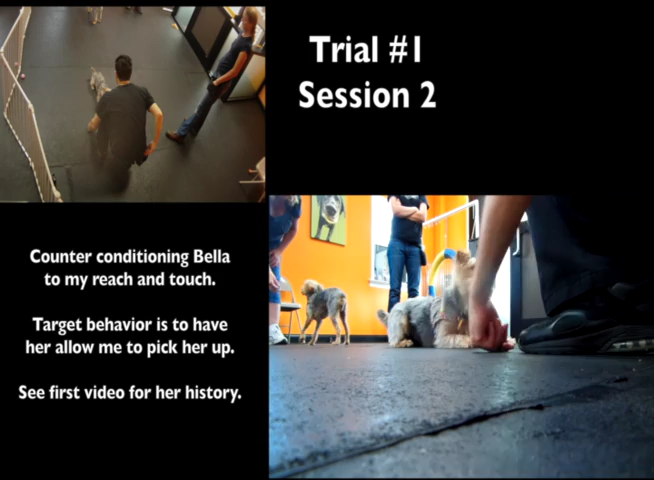 Trial #1
Session 2
Counter conditioning Bella
to my reach and touch.
Target behavior is to have
her allow me to pick her up.
See first video for her history.